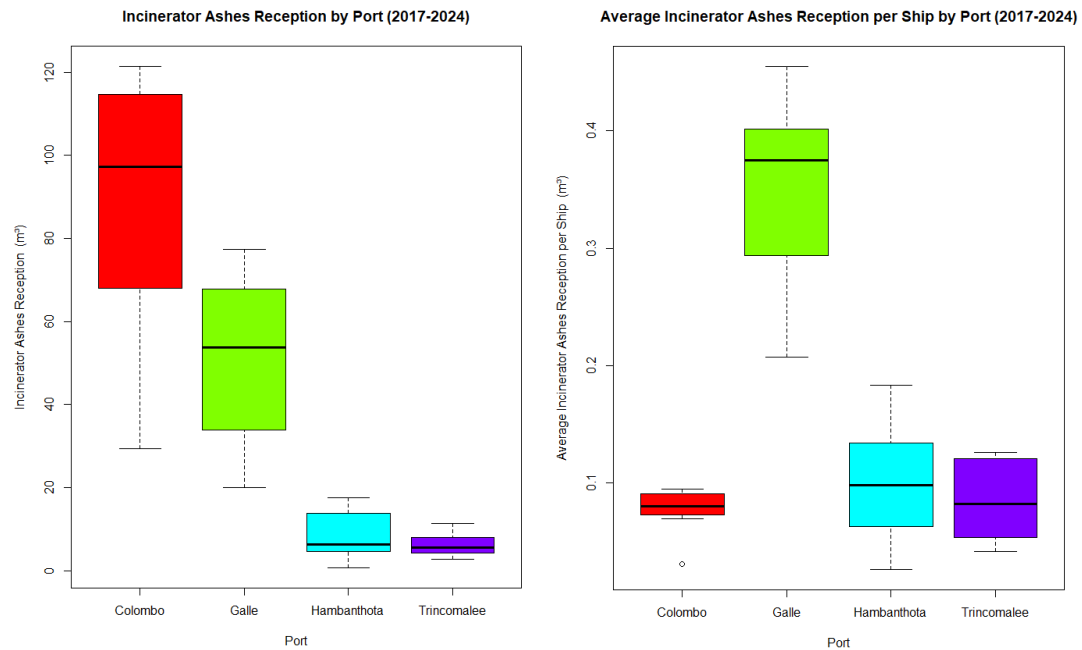 Incinerator Ashes Reception by Port (2017-2024)
Incinerator Ashes Reception  (m³)
120
100
80
60
40
20
0
Colombo
Galle
Hambanthota
Trincomalee
Port
Average Incinerator Ashes Reception per Ship by Port (2017-2024)
Average Incinerator Ashes Reception per Ship  (m³)
0.4
0.3
0.2
0.1
Colombo
Galle
Hambanthota
Trincomalee
Port